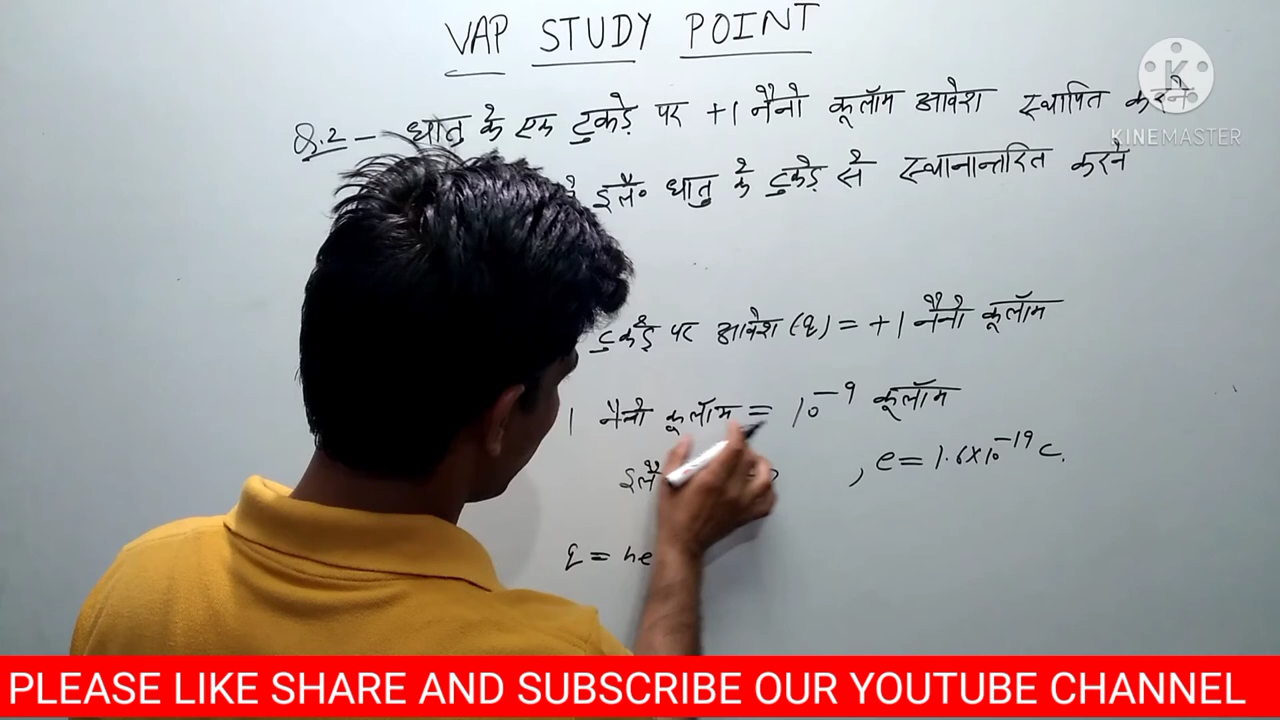 VAP STUDY POINT
Q.2 - धातु के एक टुकड़े पर +1 नैनो कूलॉम आवेश स्थापित करने
इलै॰ धातु के टुकड़े से स्थानान्तरित करने
KINEMASTER
टुकड़े पर आवेश (q) = +1 नैनो कूलॉम
1 नैनो कूलॉम = 10⁻⁹ कूलॉम
, e = 1.6×10⁻¹⁹ C.
q = ne
PLEASE LIKE SHARE AND SUBSCRIBE OUR YOUTUBE CHANNEL